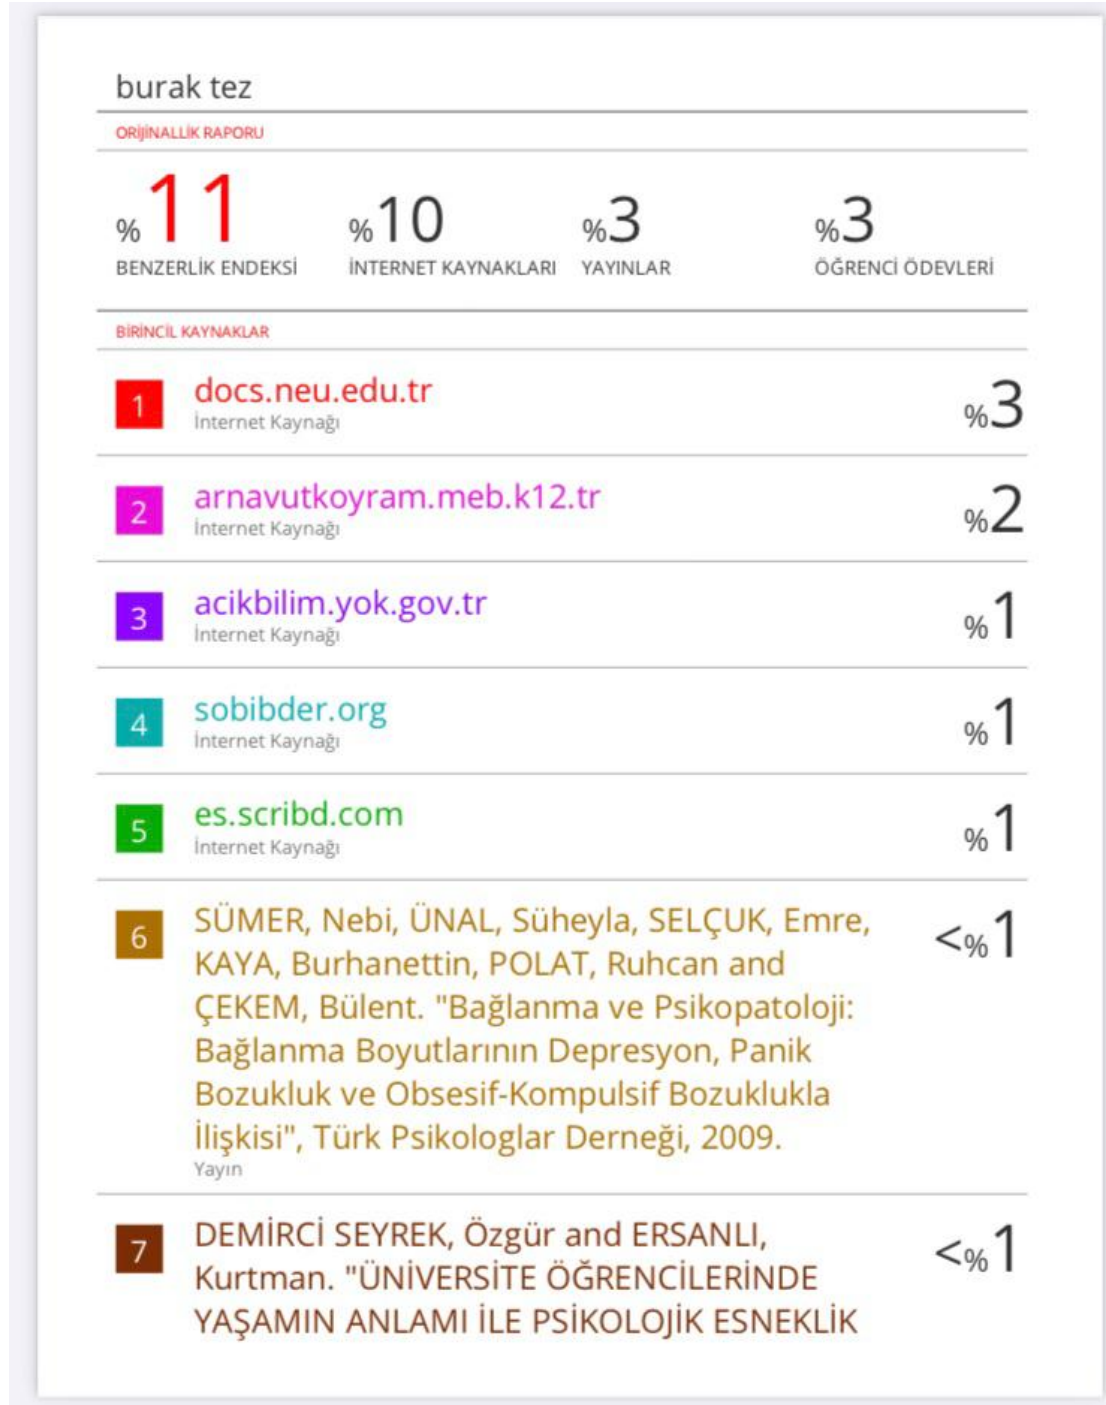 burak tez
ORİJİNALLİK RAPORU
%11
%10
%3
%3
BENZERLİK ENDEKSİ
İNTERNET KAYNAKLARI
YAYINLAR
ÖĞRENCİ ÖDEVLERİ
BİRİNCİL KAYNAKLAR
1 docs.neu.edu.tr %3
İnternet Kaynağı
2 arnavutkoyram.meb.k12.tr %2
İnternet Kaynağı
3 acikbilim.yok.gov.tr %1
İnternet Kaynağı
4 sobibder.org %1
İnternet Kaynağı
5 es.scribd.com %1
İnternet Kaynağı
6 SÜMER, Nebi, ÜNAL, Süheyla, SELÇUK, Emre, <%1
KAYA, Burhanettin, POLAT, Ruhcan and
ÇEKEM, Bülent. "Bağlanma ve Psikopatoloji:
Bağlanma Boyutlarının Depresyon, Panik
Bozukluk ve Obsesif-Kompulsif Bozuklukla
İlişkisi", Türk Psikologlar Derneği, 2009.
Yayın
7 DEMİRCİ SEYREK, Özgür and ERSANLI, <%1
Kurtman. "ÜNİVERSİTE ÖĞRENCİLERİNDE
YAŞAMIN ANLAMI İLE PSİKOLOJİK ESNEKLİK